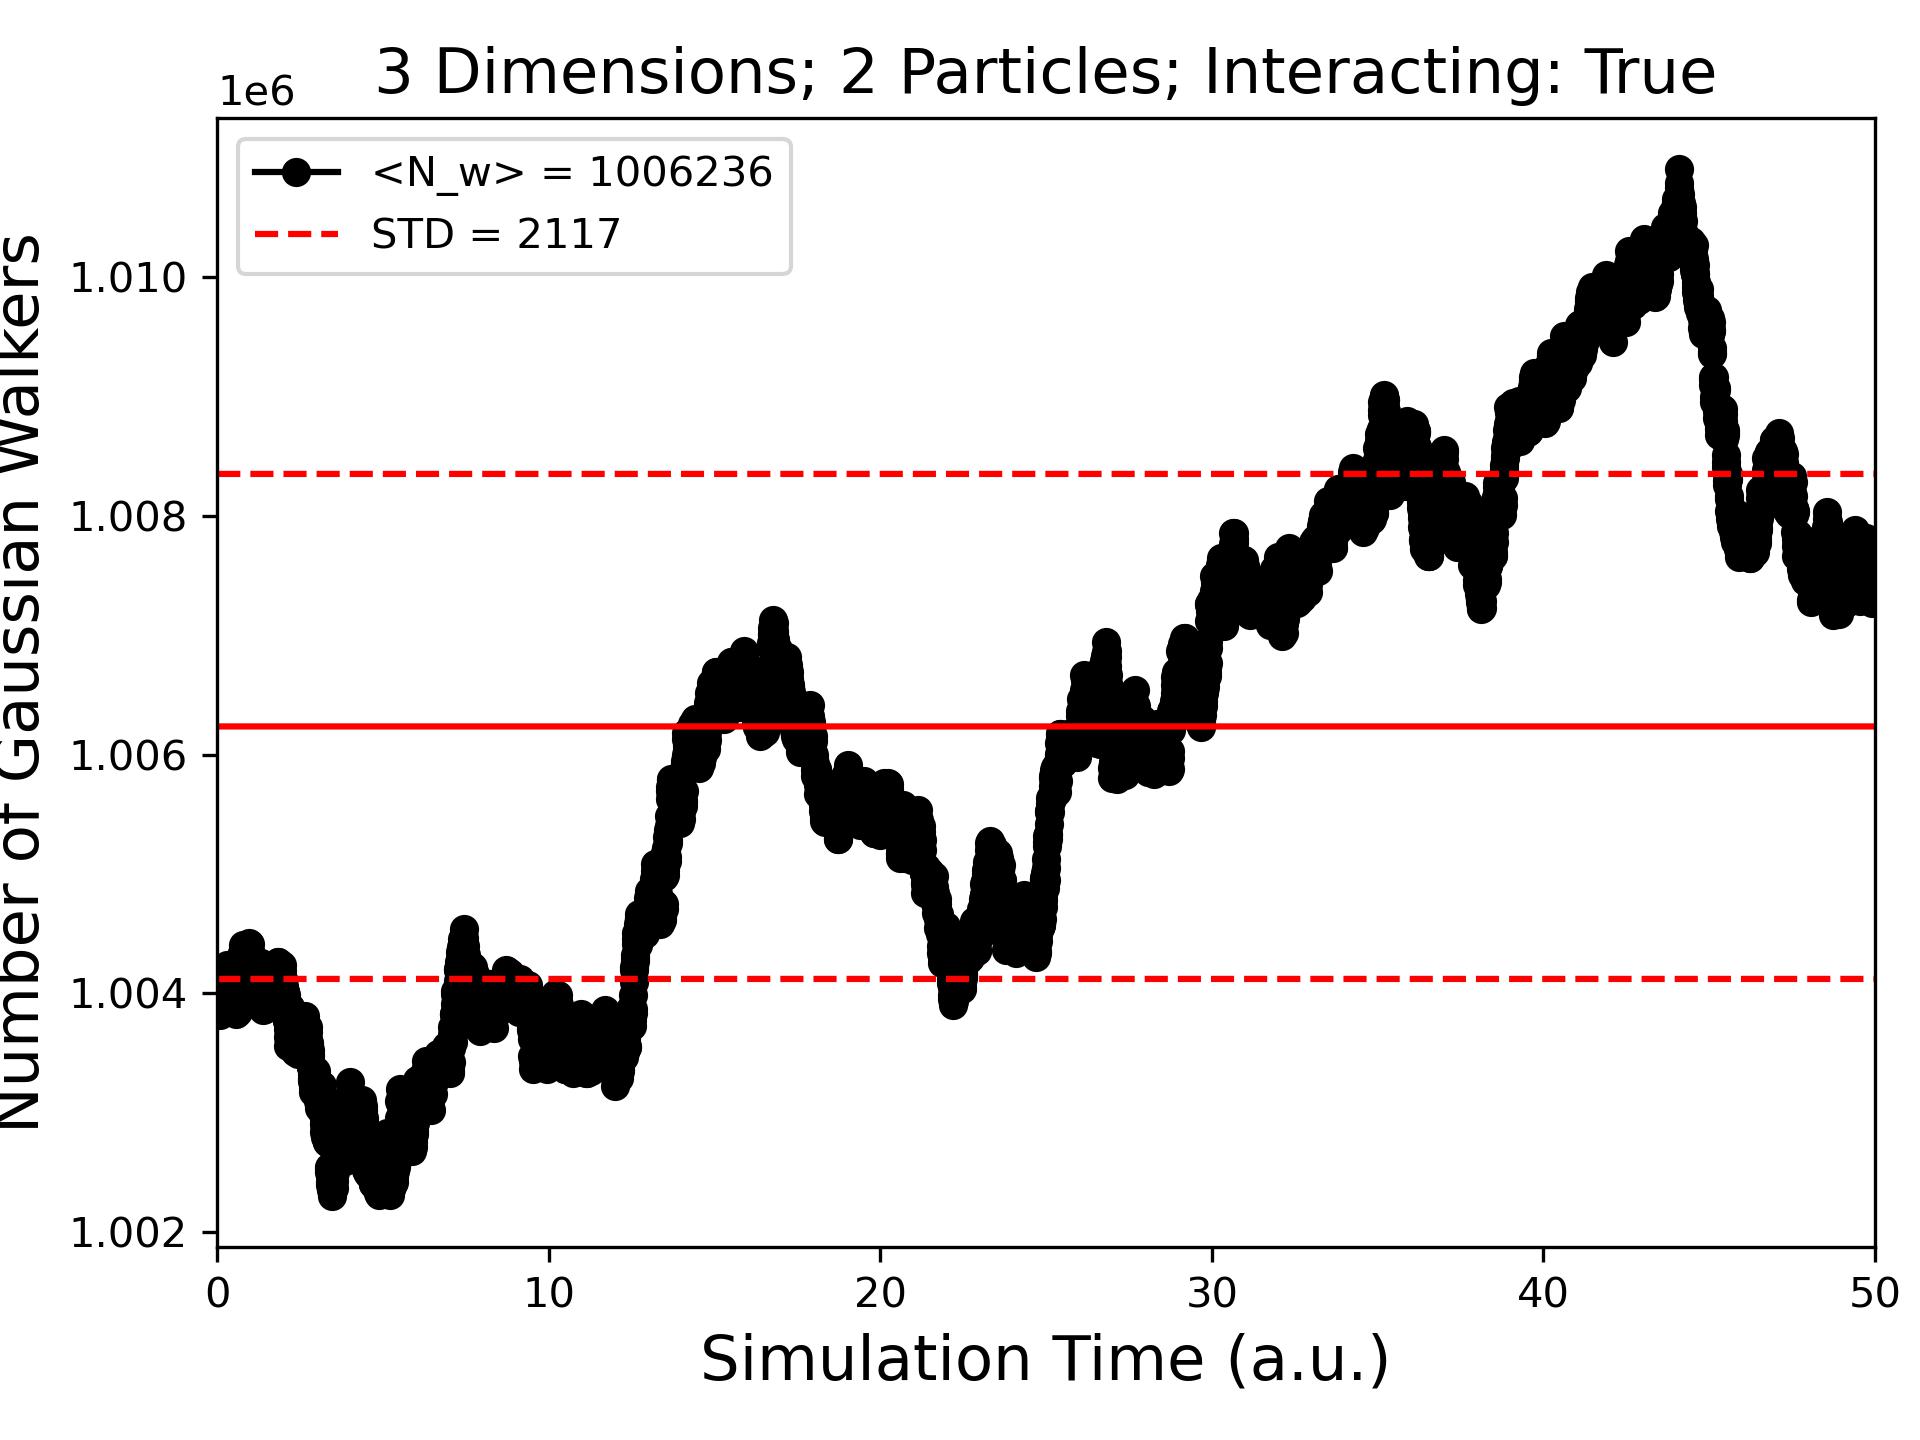 3 Dimensions; 2 Particles; Interacting: True
1e6
<N_w> = 1006236
STD = 2117
Number of Gaussian Walkers
1.010
1.008
1.006
1.004
1.002
0 10 20 30 40 50
Simulation Time (a.u.)